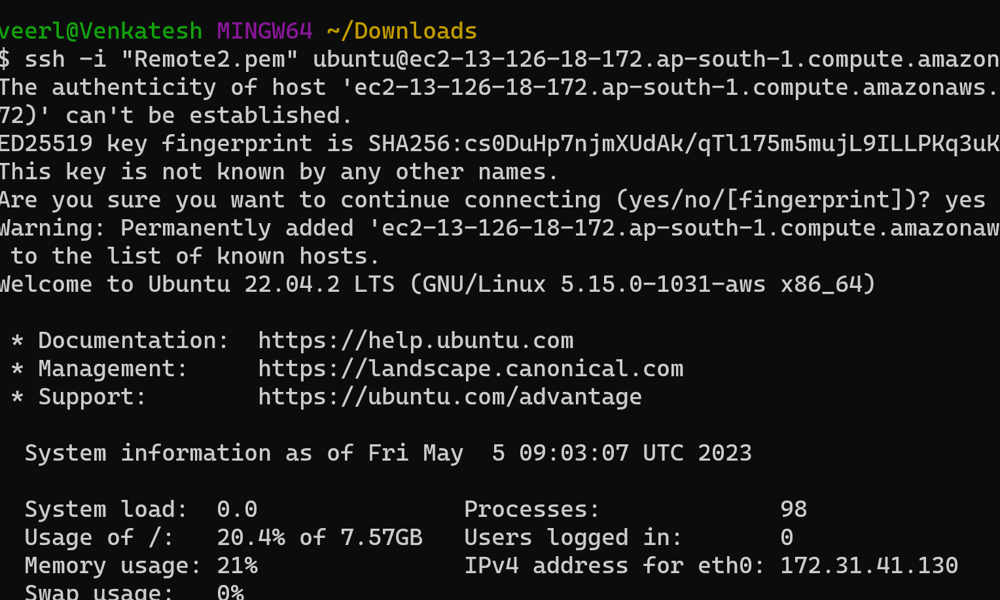 veerl@Venkatesh MINGW64 ~/Downloads
$ ssh -i "Remote2.pem" ubuntu@ec2-13-126-18-172.ap-south-1.compute.amazon
The authenticity of host 'ec2-13-126-18-172.ap-south-1.compute.amazonaws.
72)' can't be established.
ED25519 key fingerprint is SHA256:cs0DuHp7njmXUdAk/qTl175m5mujL9ILLPKq3uK
This key is not known by any other names.
Are you sure you want to continue connecting (yes/no/[fingerprint])? yes
Warning: Permanently added 'ec2-13-126-18-172.ap-south-1.compute.amazonaw
to the list of known hosts.
Welcome to Ubuntu 22.04.2 LTS (GNU/Linux 5.15.0-1031-aws x86_64)
* Documentation:  https://help.ubuntu.com
* Management:     https://landscape.canonical.com
* Support:        https://ubuntu.com/advantage
System information as of Fri May  5 09:03:07 UTC 2023
System load:  0.0               Processes:             98
Usage of /:   20.4% of 7.57GB   Users logged in:       0
Memory usage: 21%               IPv4 address for eth0: 172.31.41.130
Swap usage:   0%